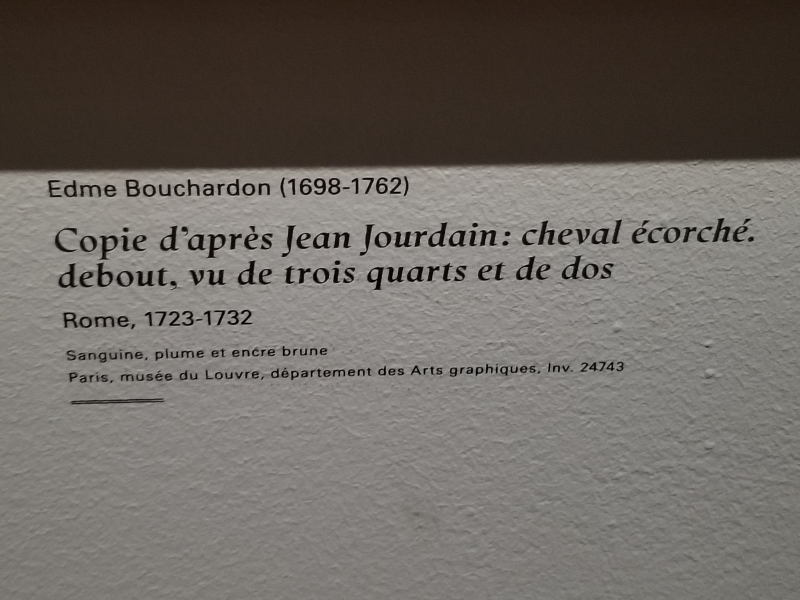 Edme Bouchardon (1698-1762)
Copie d'après Jean Jourdain: cheval écorché.
debout, vu de trois quarts et de dos
Rome, 1723-1732
Sanguine, plume et encre brune
Paris, musée du Louvre, département des Arts graphiques, Inv. 24743